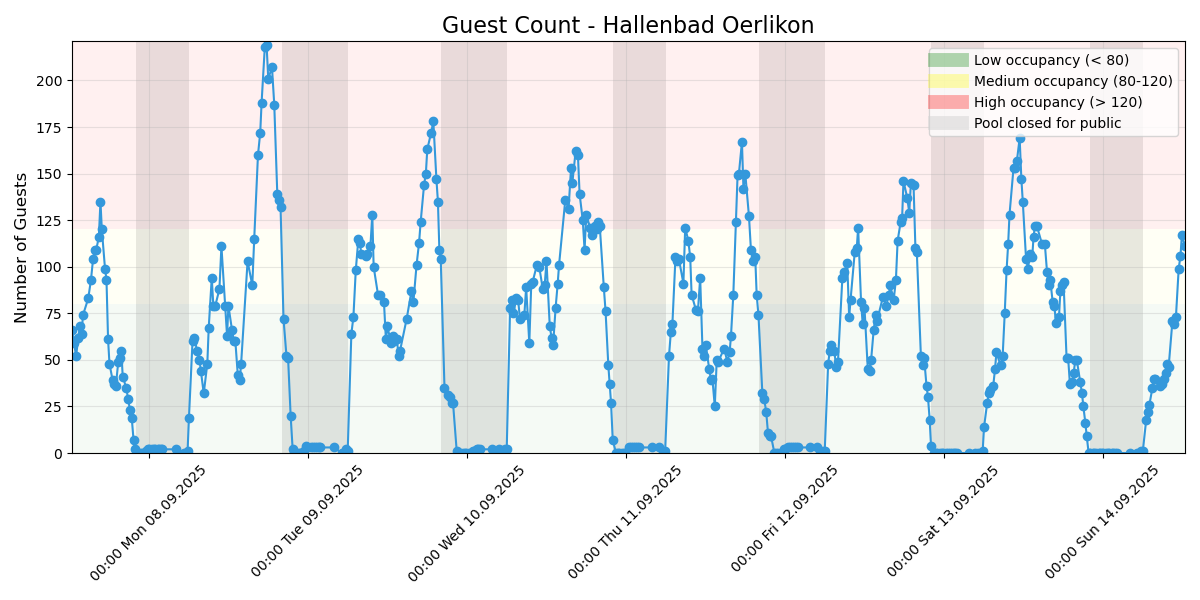 Guest Count - Hallenbad Oerlikon
Number of Guests
200
175
150
125
100
75
50
25
0
Low occupancy (< 80)
Medium occupancy (80-120)
High occupancy (> 120)
Pool closed for public
00:00 Mon 08.09.2025
00:00 Tue 09.09.2025
00:00 Wed 10.09.2025
00:00 Thu 11.09.2025
00:00 Fri 12.09.2025
00:00 Sat 13.09.2025
00:00 Sun 14.09.2025